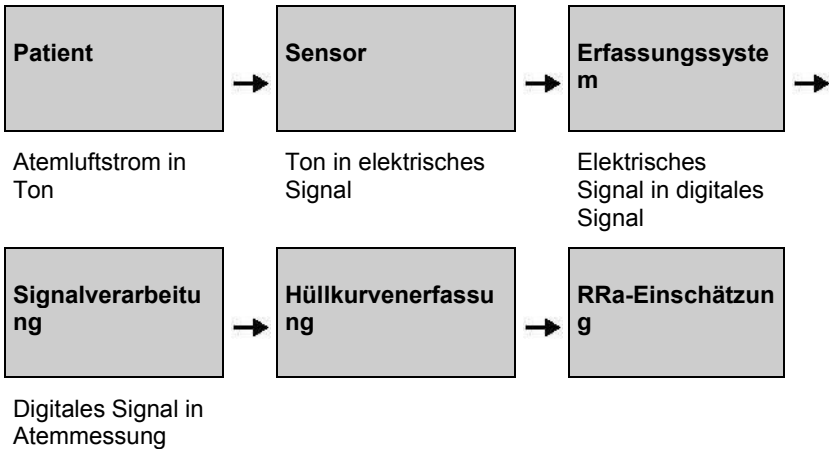 Patient
Sensor
Erfassungssyste
m
Atemluftstrom in
Ton
Ton in elektrisches
Signal
Elektrisches
Signal in digitales
Signal
Signalverarbeitu
ng
Hüllkurvenerfassu
ng
RRa-Einschätzun
g
Digitales Signal in
Atemmessung